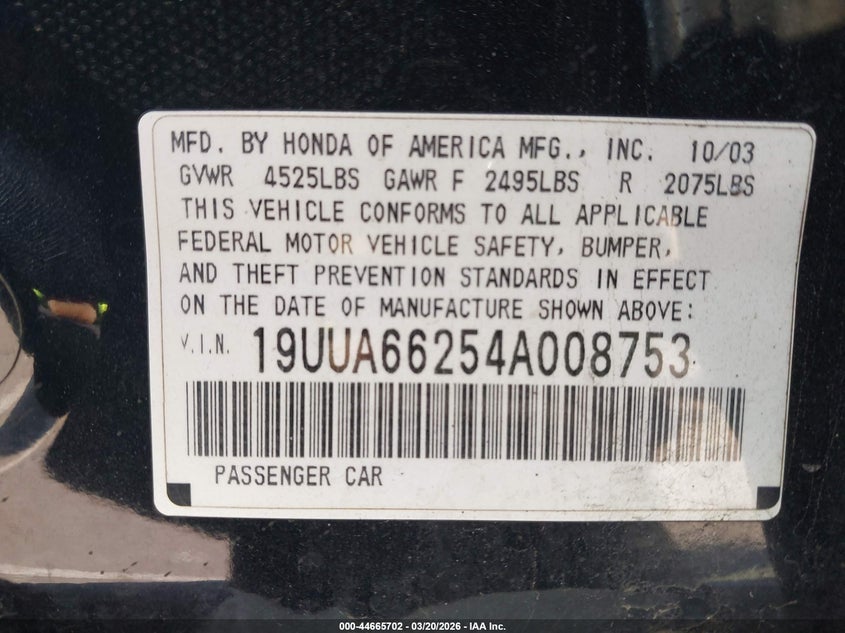 MFD. BY HONDA OF AMERICA MFG., INC. 10/03
GVWR 4525LBS GAWR F 2495LBS R 2075LBS
THIS VEHICLE CONFORMS TO ALL APPLICABLE
FEDERAL MOTOR VEHICLE SAFETY, BUMPER,
AND THEFT PREVENTION STANDARDS IN EFFECT
ON THE DATE OF MANUFACTURE SHOWN ABOVE:
V.I.N. 19UUA66254A008753
PASSENGER CAR
000-44665702 — 03/20/2026 — IAA Inc.